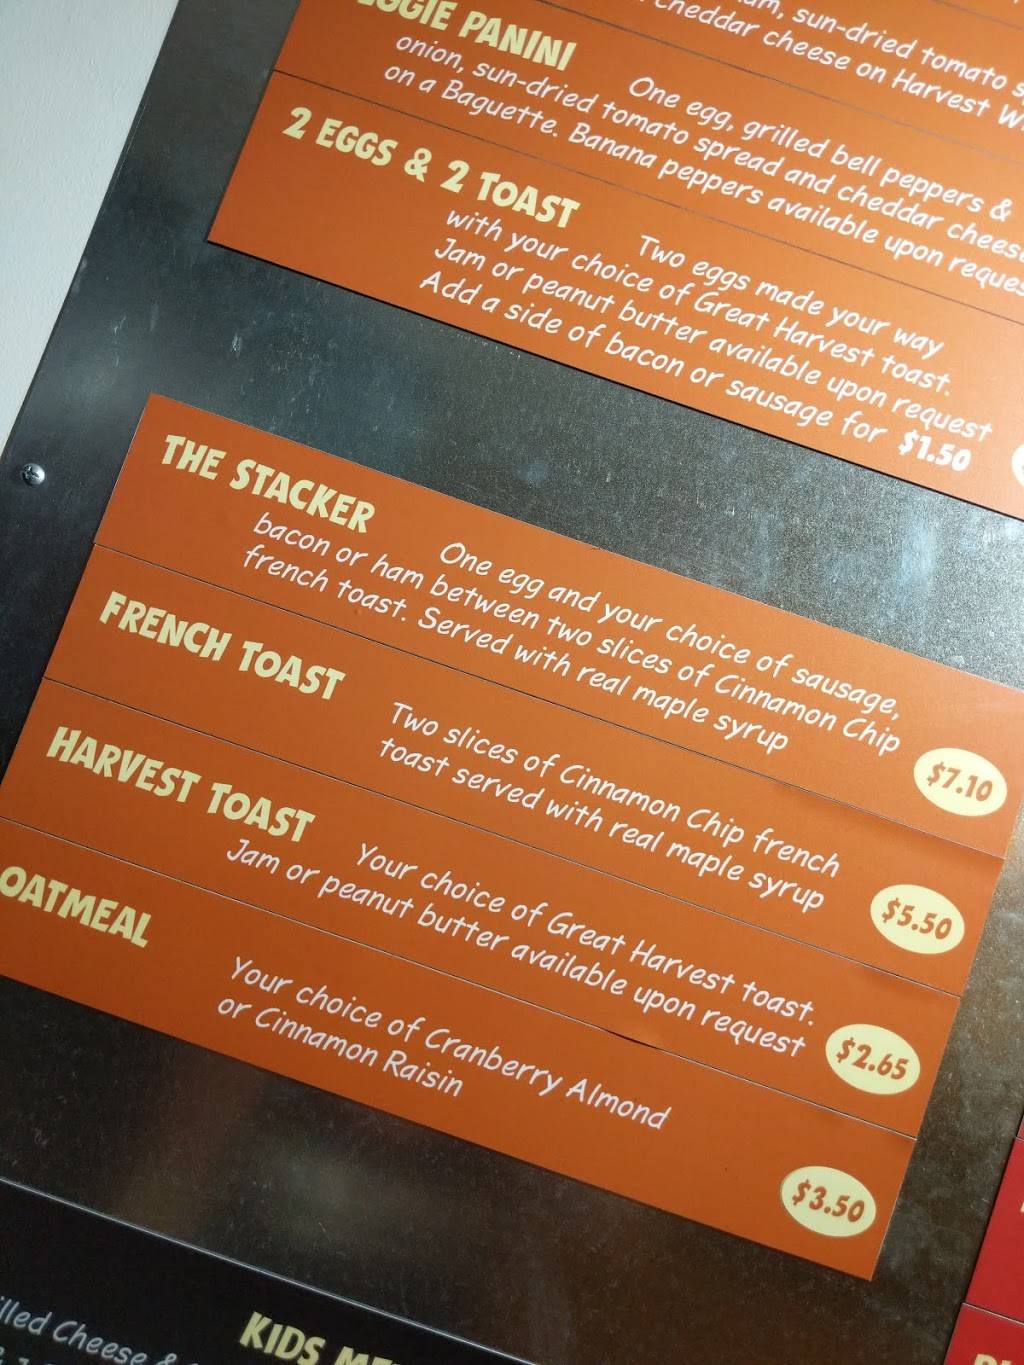 sun-dried tomato
cheddar cheese on Harvest
PANINI
One egg, grilled bell peppers &
onion, sun-dried tomato spread and cheddar
on a Baguette. Banana peppers available upon
2 EGGS & 2 TOAST
Two eggs made your way
with your choice of Great Harvest toast.
Jam or peanut butter available upon request
Add a side of bacon or sausage for $1.50
THE STACKER
One egg and your choice of sausage,
bacon or ham between two slices of Cinnamon Chip
french toast. Served with real maple syrup
$7.10
FRENCH TOAST
Two slices of Cinnamon Chip french
toast served with real maple syrup
$5.50
HARVEST TOAST
Your choice of Great Harvest toast.
Jam or peanut butter available upon request
$2.65
OATMEAL
Your choice of Cranberry Almond
or Cinnamon Raisin
$3.50
KIDS
Cheese &